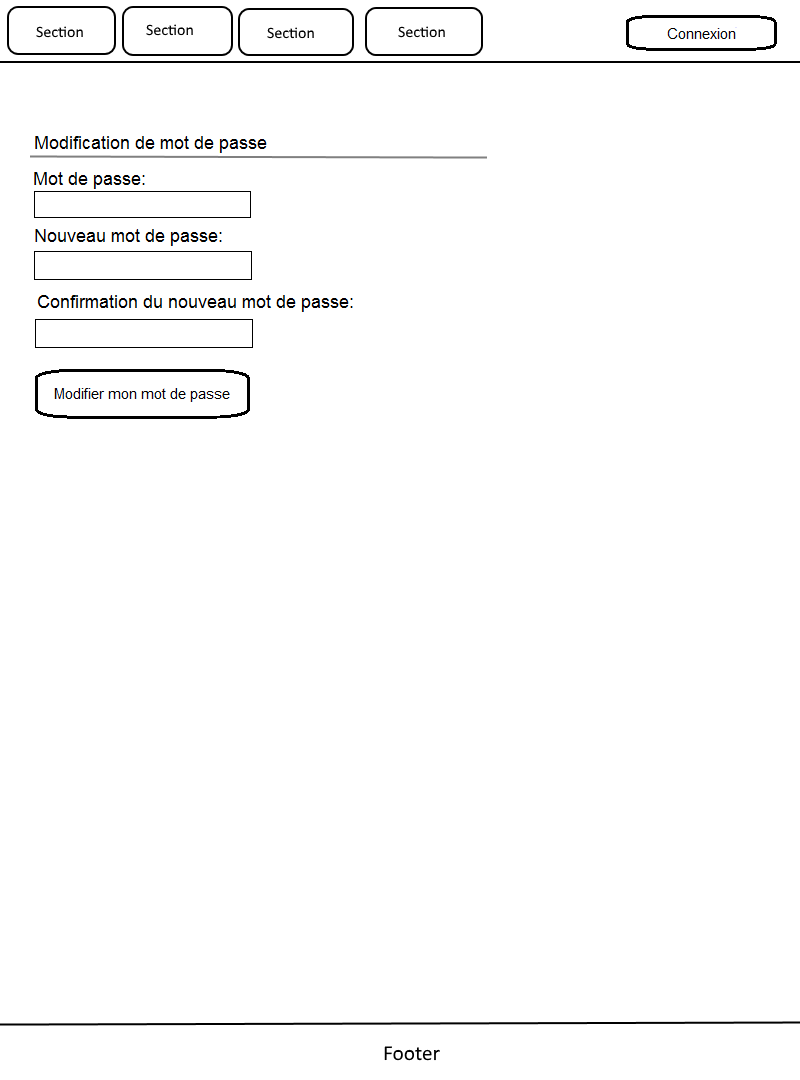 Section Section Section Section Connexion
Modification de mot de passe
Mot de passe:
Nouveau mot de passe:
Confirmation du nouveau mot de passe:
Modifier mon mot de passe
Footer